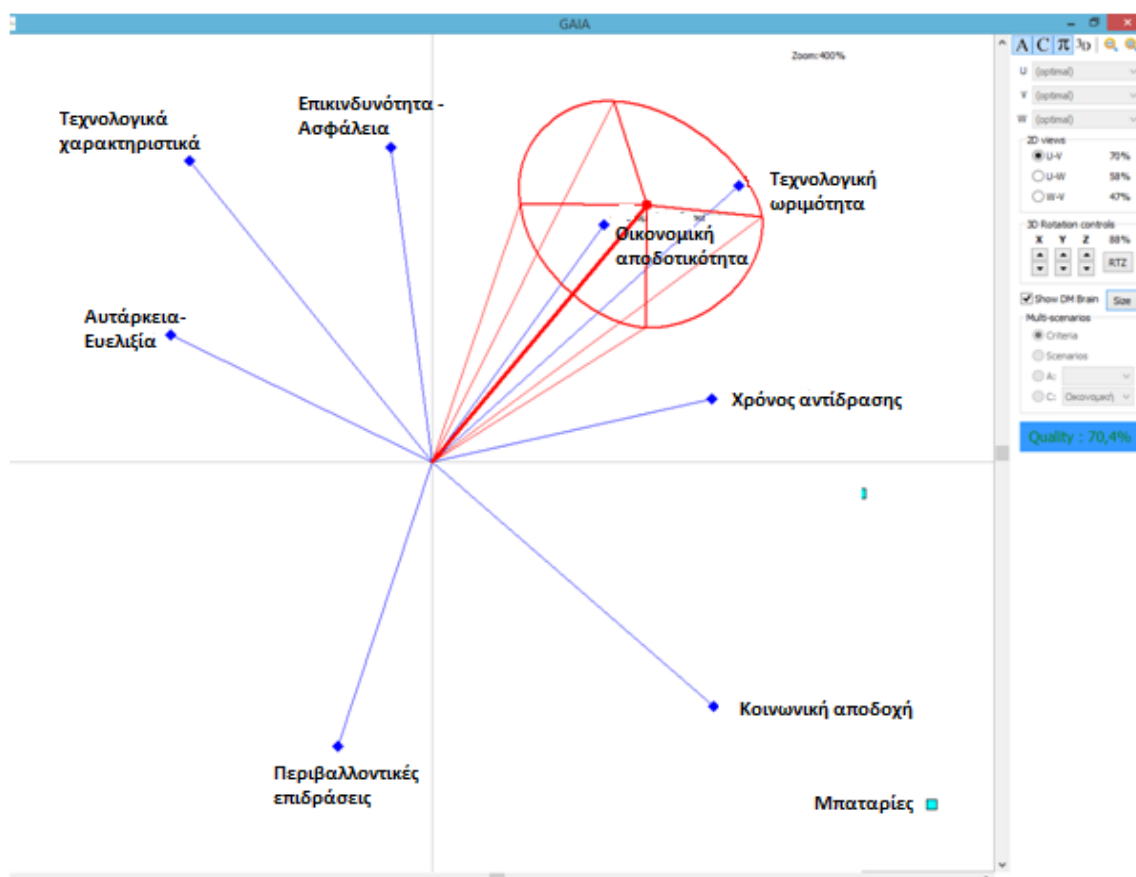 GAIA
Zoom:400%
A C π 3D
U (optimal)
V (optimal)
W (optimal)
2D views
U-V 70%
U-W 58%
W-V 47%
3D Rotation controls
X Y Z 88%
RTZ
Show DM Brain Size
Multi-scenarios
Criteria
Scenarios
A:
C:
Quality : 70,4%
Τεχνολογικά
χαρακτηριστικά
Επικινδυνότητα -
Ασφάλεια
Τεχνολογική
ωριμότητα
Οικονομική
αποδοτικότητα
Αυτάρκεια-
Ευελιξία
Χρόνος αντίδρασης
Κοινωνική αποδοχή
Περιβαλλοντικές
επιδράσεις
Μπαταρίες